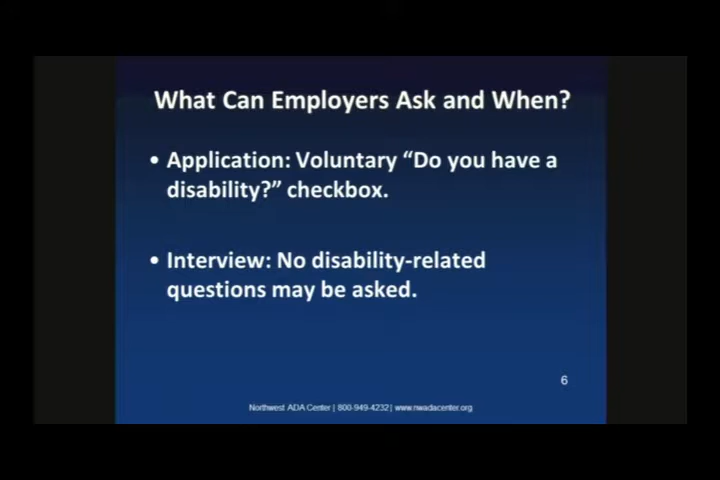 What Can Employers Ask and When?
• Application: Voluntary “Do you have a
disability?” checkbox.
• Interview: No disability-related
questions may be asked.
6
Northwest ADA Center | 800-949-4232 | www.nwadacenter.org